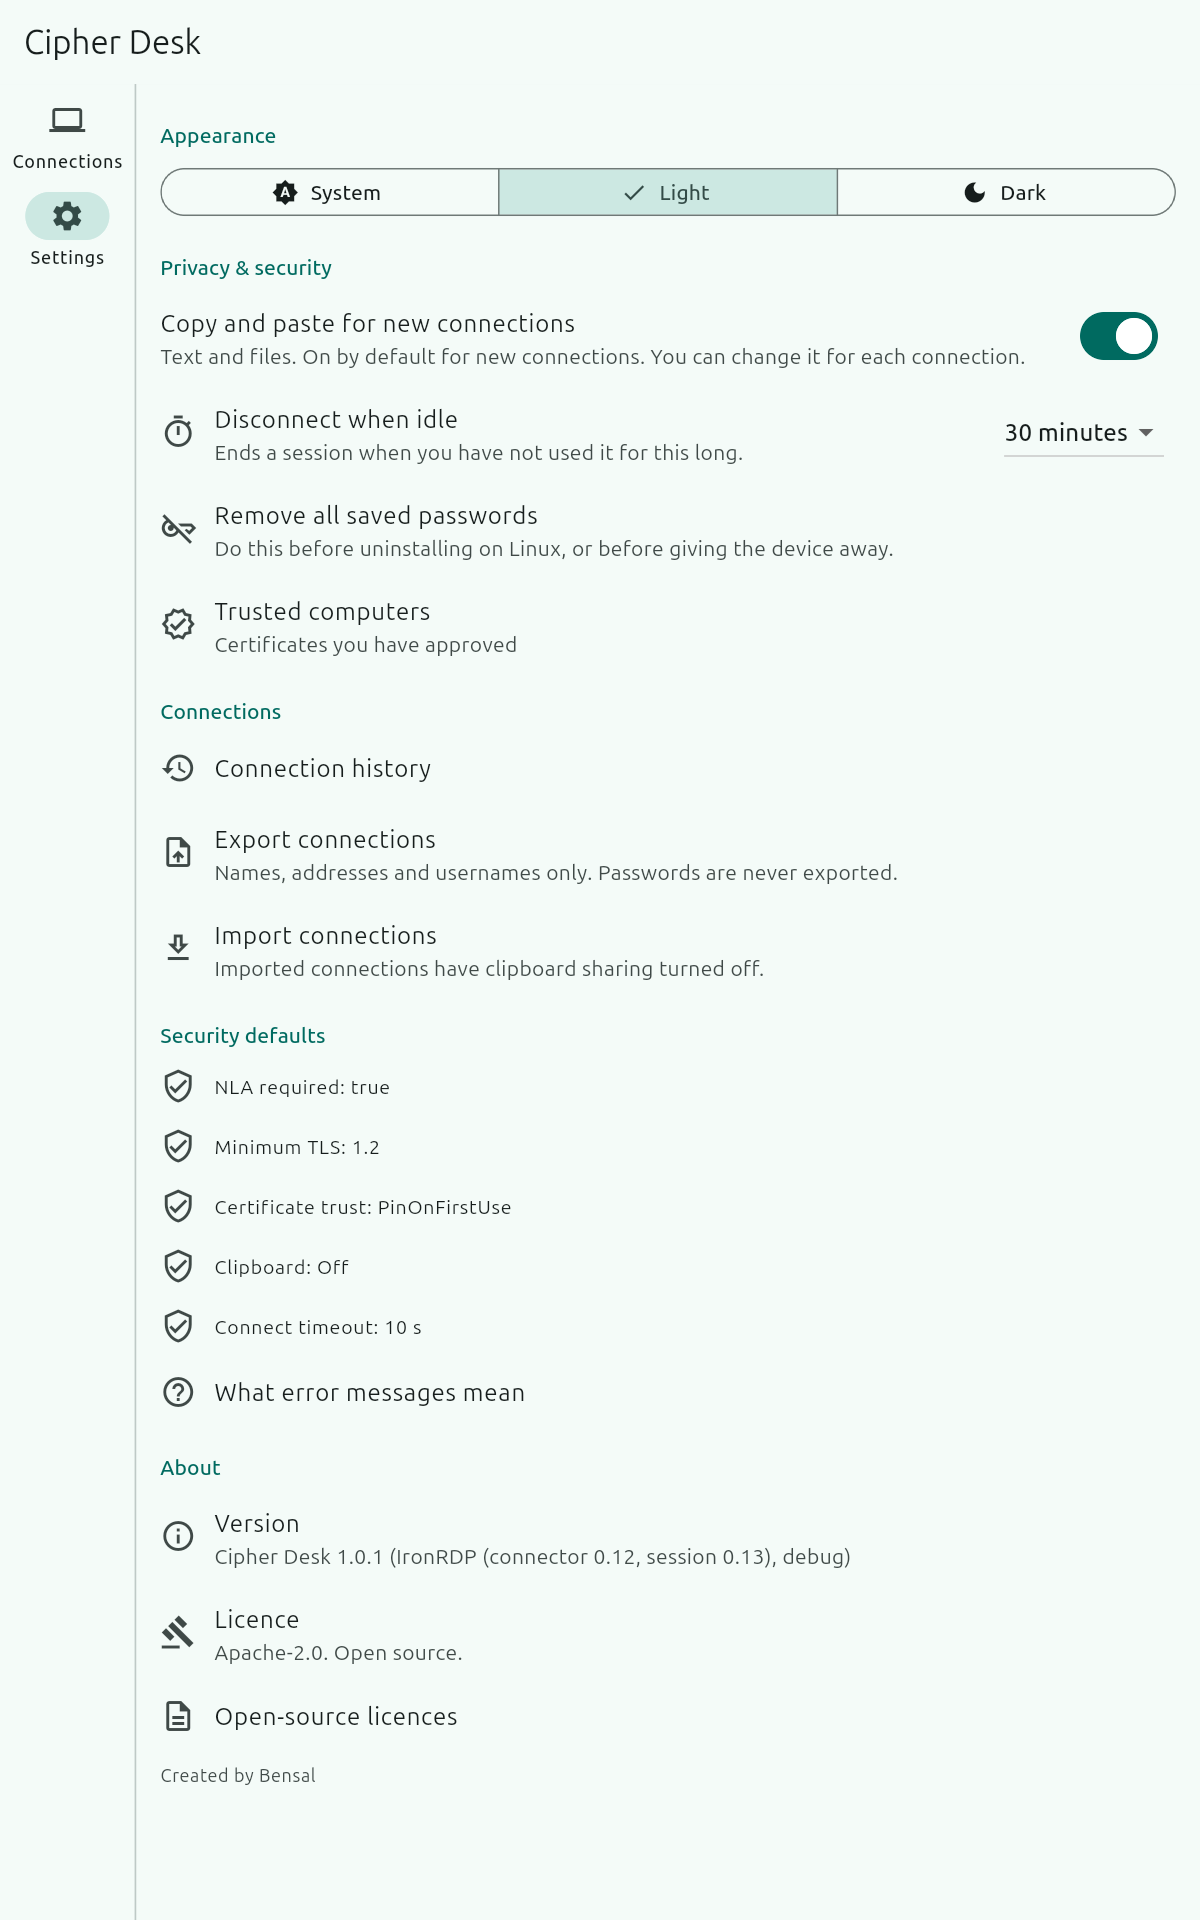 Cipher Desk
Connections
Settings
Appearance
System
Light
Dark
Privacy & security
Copy and paste for new connections
Text and files. On by default for new connections. You can change it for each connection.
Disconnect when idle
Ends a session when you have not used it for this long.
30 minutes
Remove all saved passwords
Do this before uninstalling on Linux, or before giving the device away.
Trusted computers
Certificates you have approved
Connections
Connection history
Export connections
Names, addresses and usernames only. Passwords are never exported.
Import connections
Imported connections have clipboard sharing turned off.
Security defaults
NLA required: true
Minimum TLS: 1.2
Certificate trust: PinOnFirstUse
Clipboard: Off
Connect timeout: 10 s
What error messages mean
About
Version
Cipher Desk 1.0.1 (IronRDP (connector 0.12, session 0.13), debug)
Licence
Apache-2.0. Open source.
Open-source licences
Created by Bensal